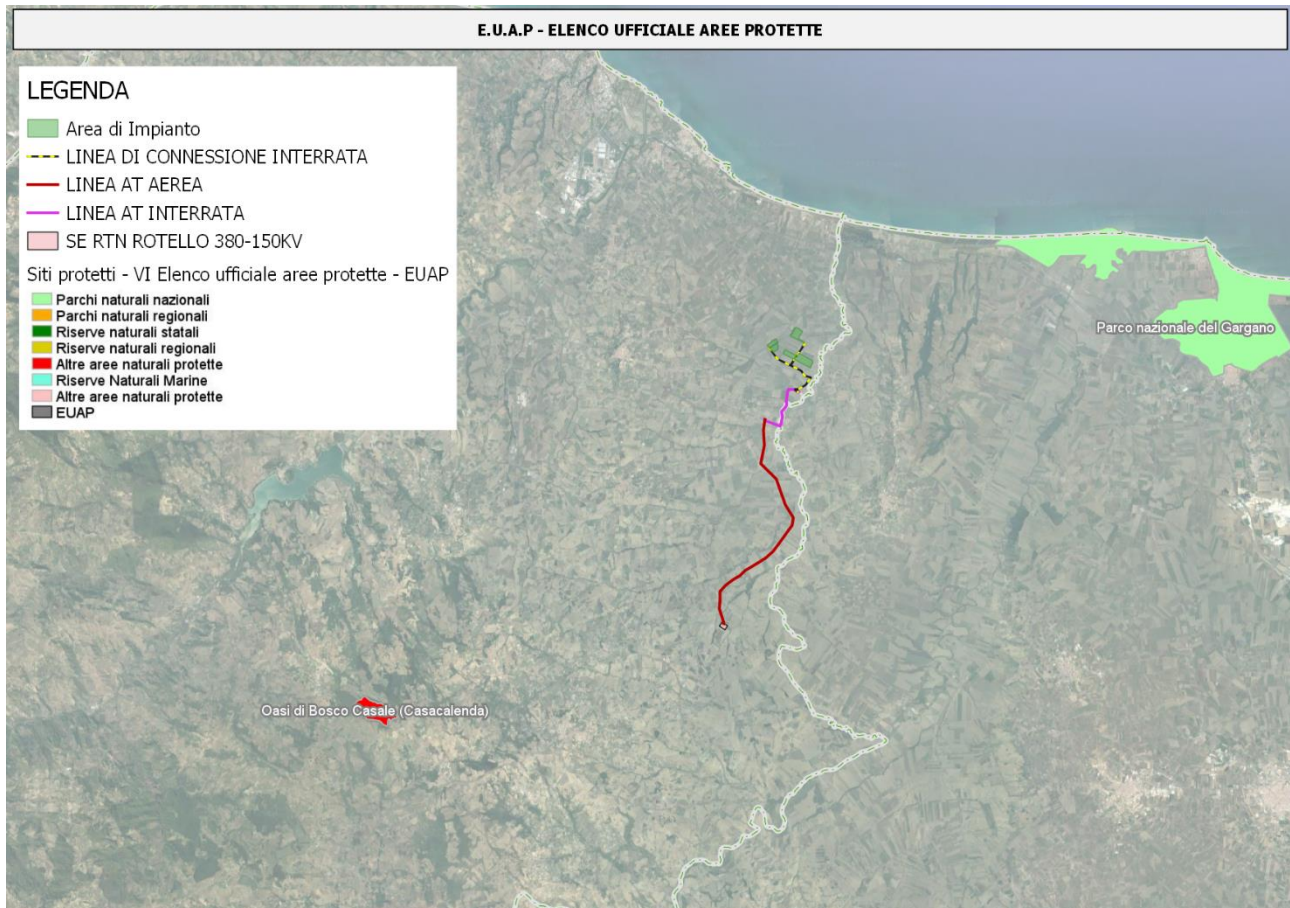 E.U.A.P - ELENCO UFFICIALE AREE PROTETTE
LEGENDA
Area di Impianto
LINEA DI CONNESSIONE INTERRATA
LINEA AT AEREA
LINEA AT INTERRATA
SE RTN ROTELLO 380-150KV
Siti protetti - VI Elenco ufficiale aree protette - EUAP
Parchi naturali nazionali
Parchi naturali regionali
Riserve naturali statali
Riserve naturali regionali
Altre aree naturali protette
Riserve Naturali Marine
Altre aree naturali protette
EUAP
Parco nazionale del Gargano
Oasi di Bosco Casale (Casacalenda)